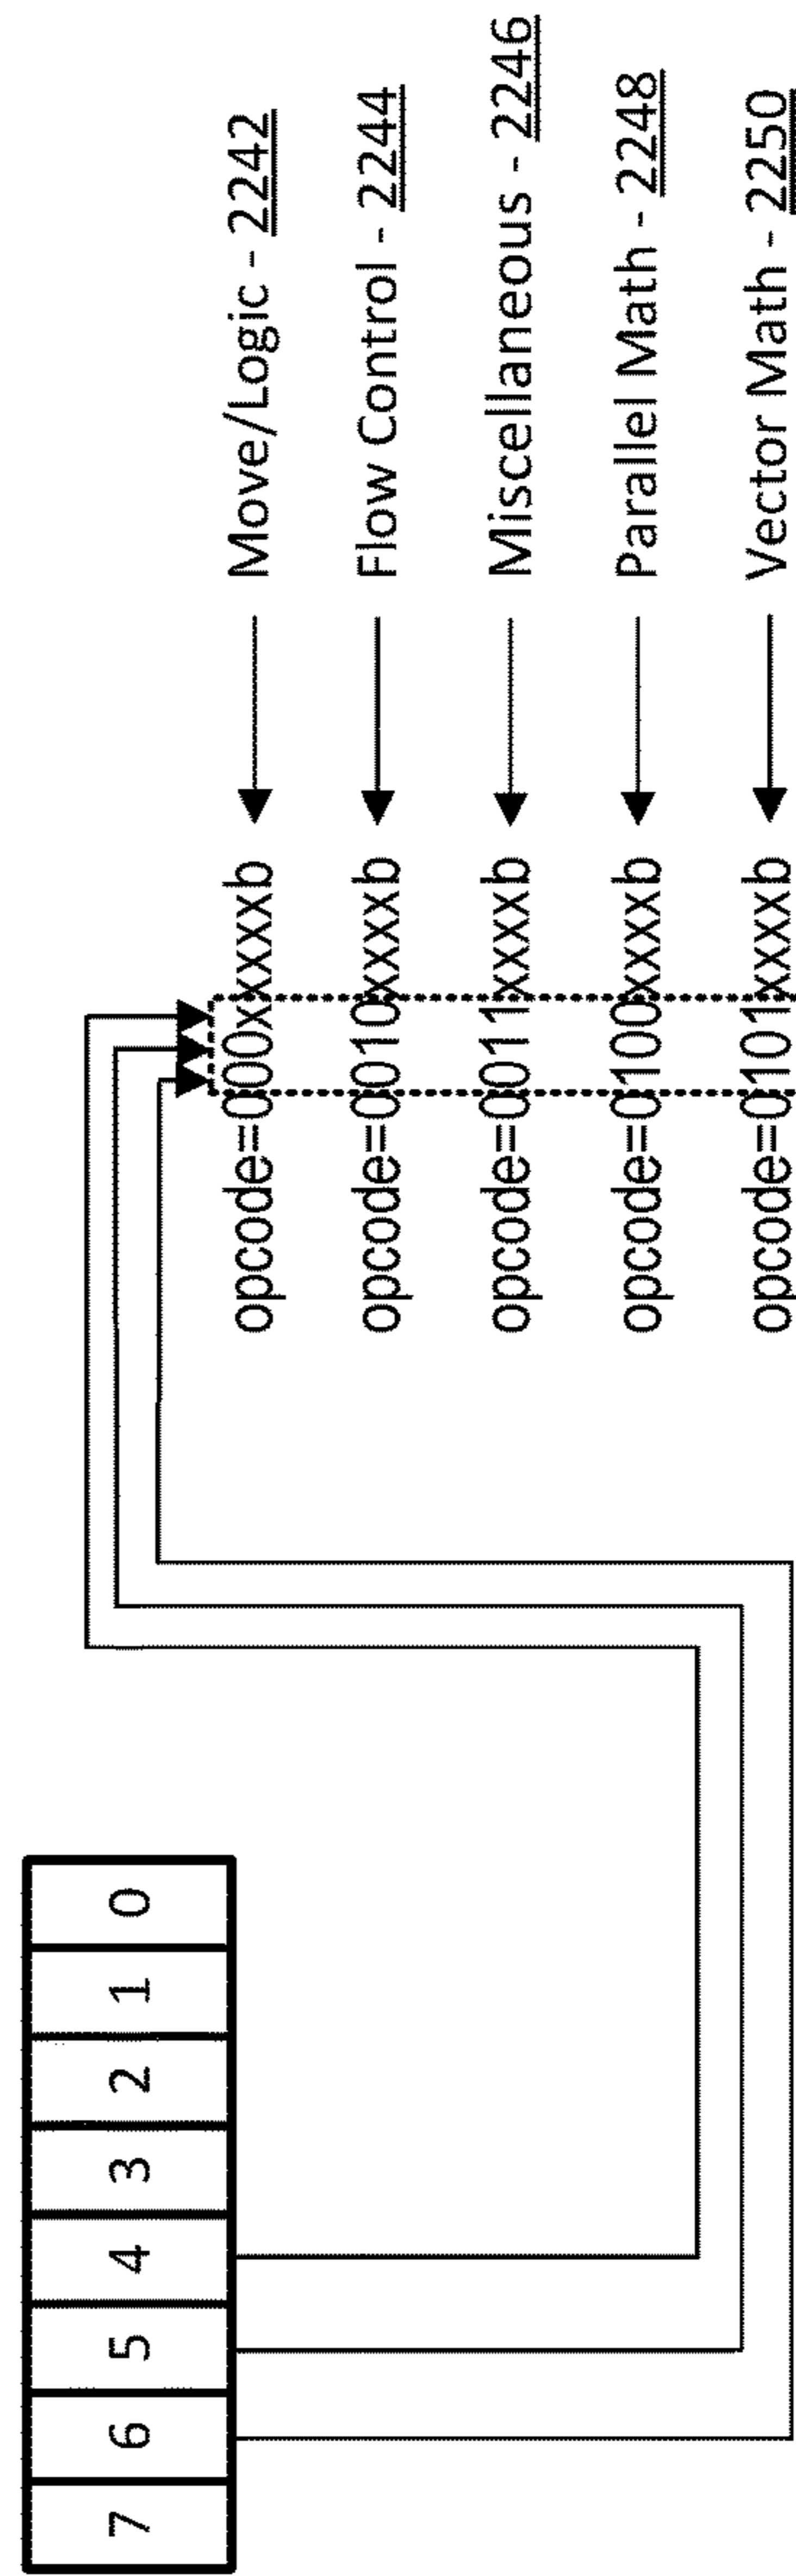 7 6 5 4 3 2 1 0
opcode=000xxxxxb Move/Logic - 2242
opcode=0010xxxxb Flow Control - 2244
opcode=0011xxxxb Miscellaneous - 2246
opcode=0100xxxxb Parallel Math - 2248
opcode=0101xxxxb Vector Math - 2250